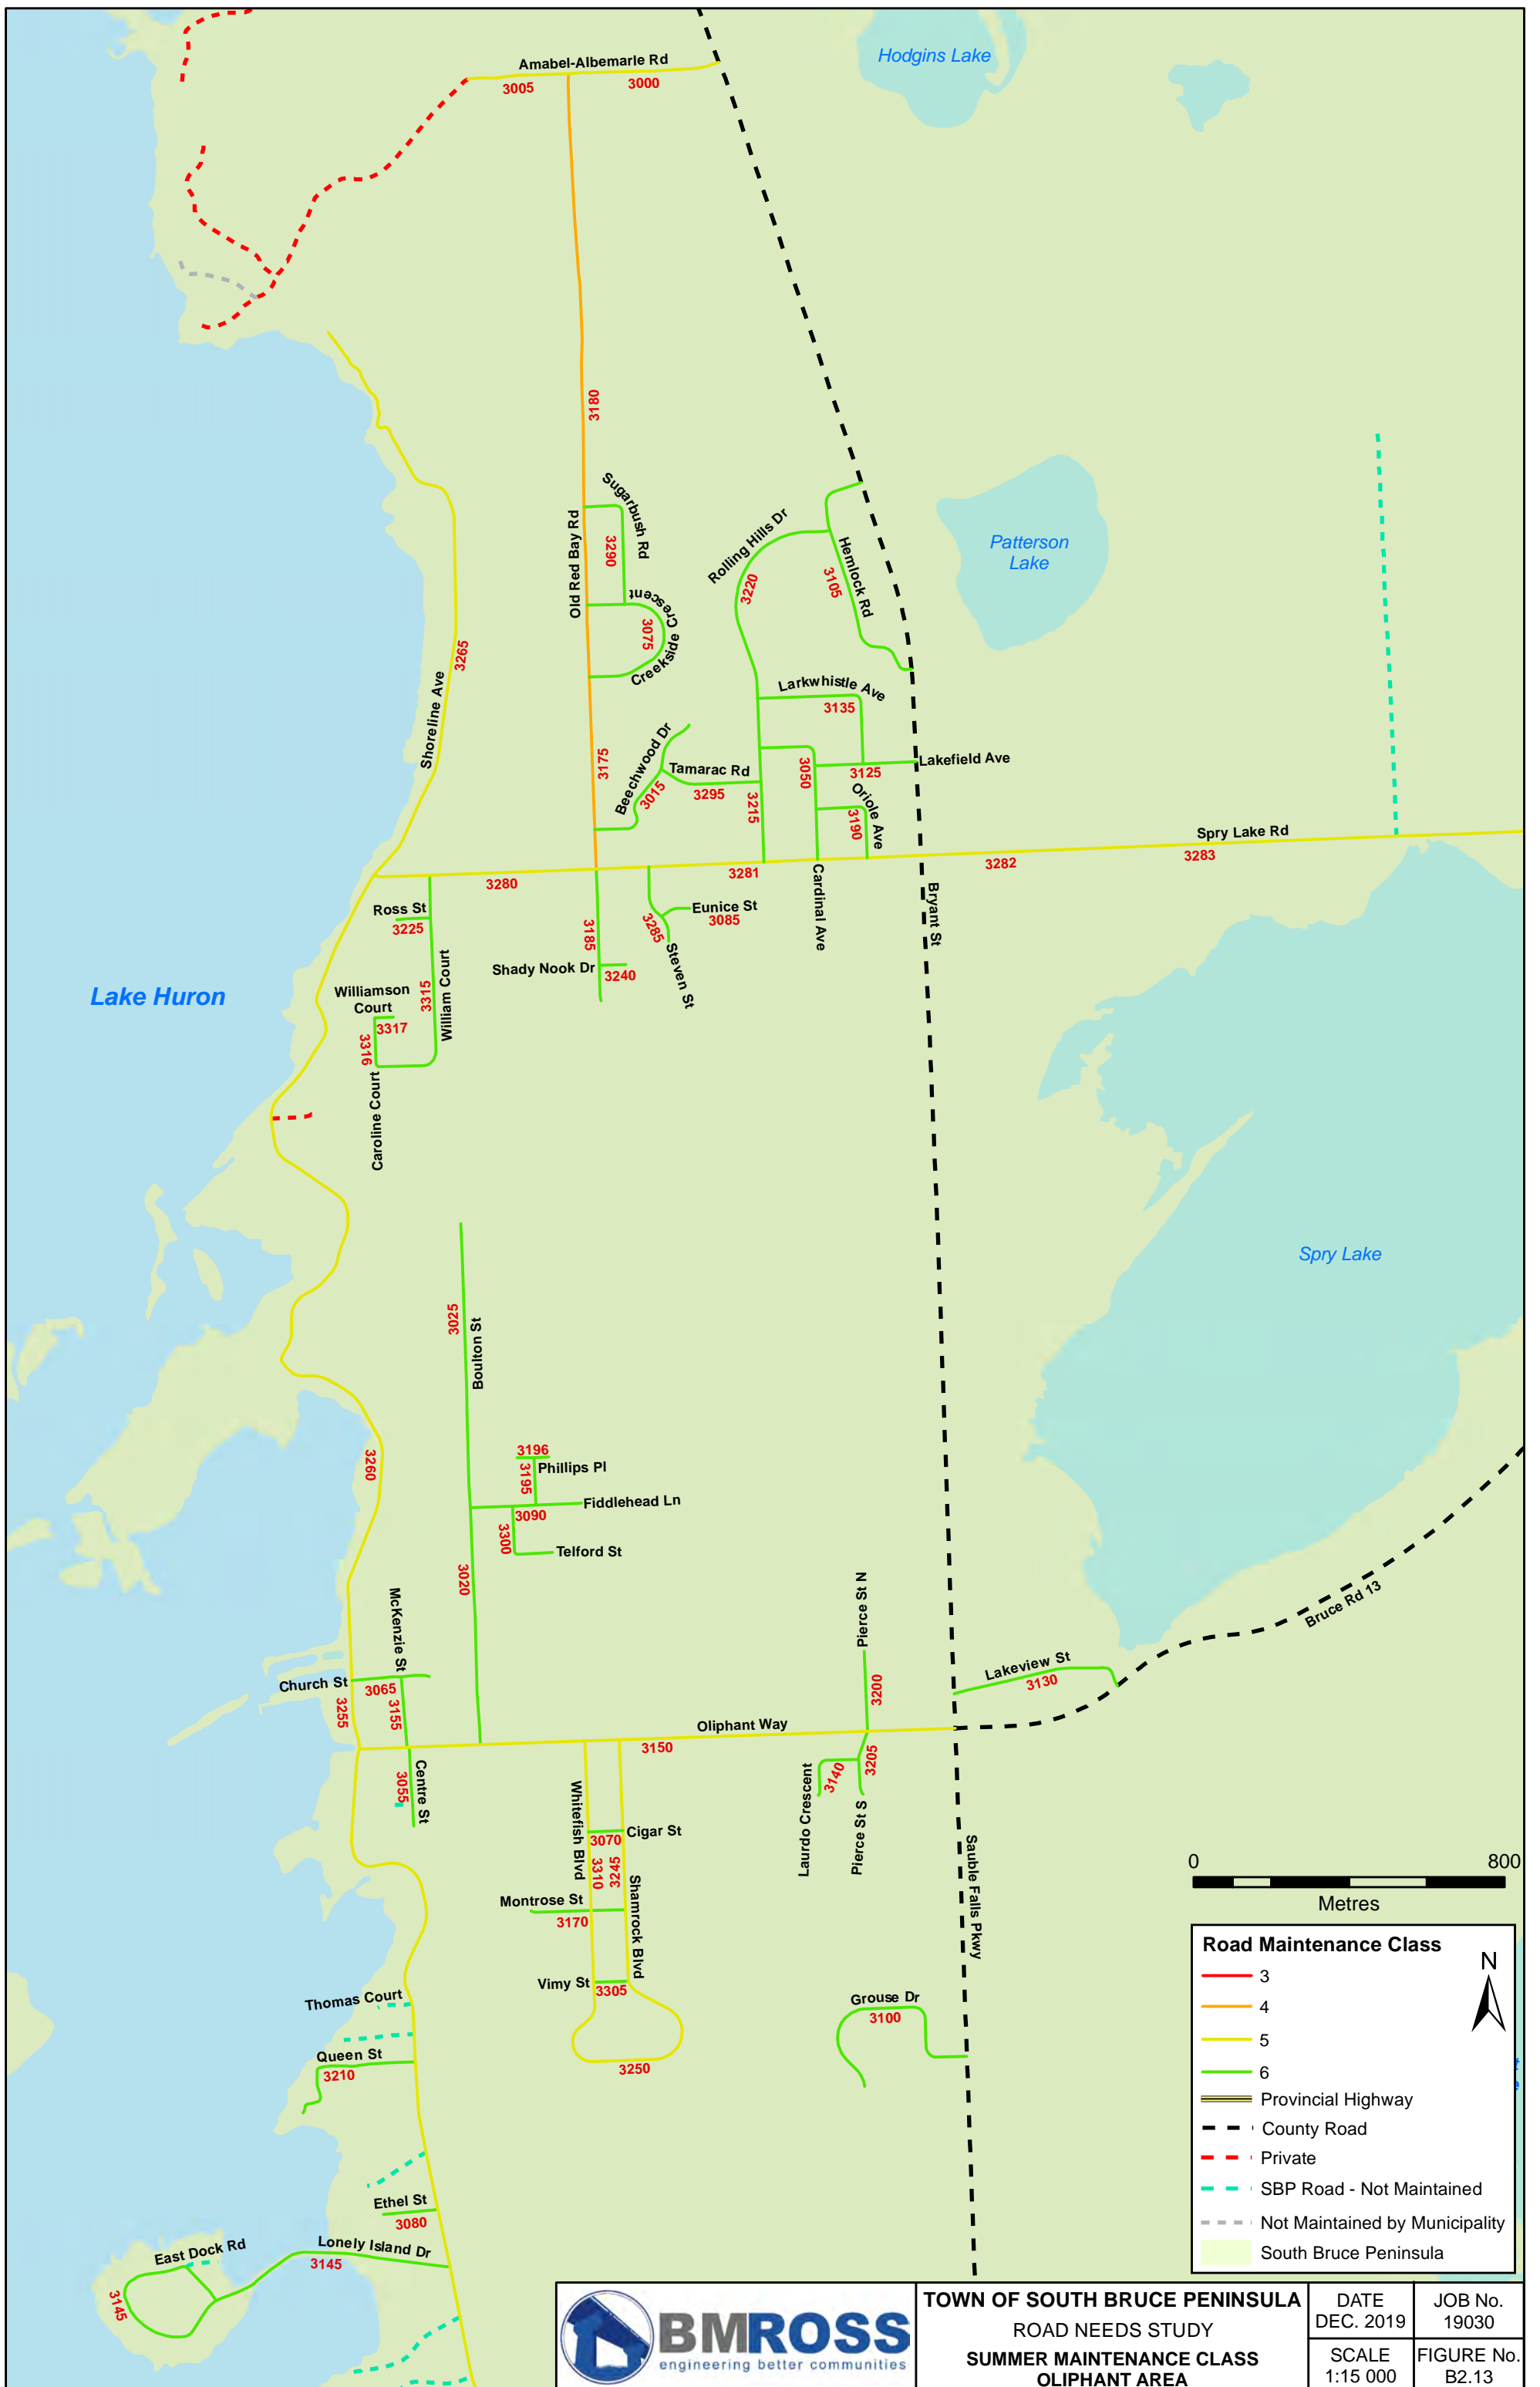 Hodgins Lake
Amabel-Albemarle Rd
3005
3000
3180
Sugarbush Rd
Old Red Bay Rd
3290
Rolling Hills Dr
3220
Hemlock Rd
3105
Patterson
Lake
Creekside Crescent
3075
3265
Shoreline Ave
Larkwhistle Ave
3135
Beechwood Dr
3175
Tamarac Rd
3015
3295
3215
3050
3125
Lakefield Ave
Oriole Ave
3190
Spry Lake Rd
3280
3281
3282
3283
Cardinal Ave
Bryant St
Ross St
3225
3185
3285
Eunice St
3085
Steven St
Shady Nook Dr
3240
Lake Huron
Williamson
Court
3317
3315
William Court
3316
Caroline Court
Spry Lake
3025
Boulton St
3260
3196
3195
Phillips Pl
Fiddlehead Ln
3090
3300
Telford St
3020
McKenzie St
Pierce St N
Bruce Rd 13
Church St
3065
3255
3155
3200
Lakeview St
3130
Oliphant Way
3150
3055
Centre St
Whitefish Blvd
3205
3140
Laurdo Crescent
Pierce St S
Cigar St
3070
3310
3245
Shamrock Blvd
Montrose St
3170
Sauble Falls Pkwy
Vimy St
3305
3250
Thomas Court
Grouse Dr
3100
Queen St
3210
Ethel St
3080
East Dock Rd
Lonely Island Dr
3145
3145
0 800
Metres
Road Maintenance Class
N
3
4
5
6
Provincial Highway
County Road
Private
SBP Road - Not Maintained
Not Maintained by Municipality
South Bruce Peninsula
BMROSS
engineering better communities
TOWN OF SOUTH BRUCE PENINSULA
ROAD NEEDS STUDY
SUMMER MAINTENANCE CLASS
OLIPHANT AREA
DATE
DEC. 2019
JOB No.
19030
SCALE
1:15 000
FIGURE No.
B2.13